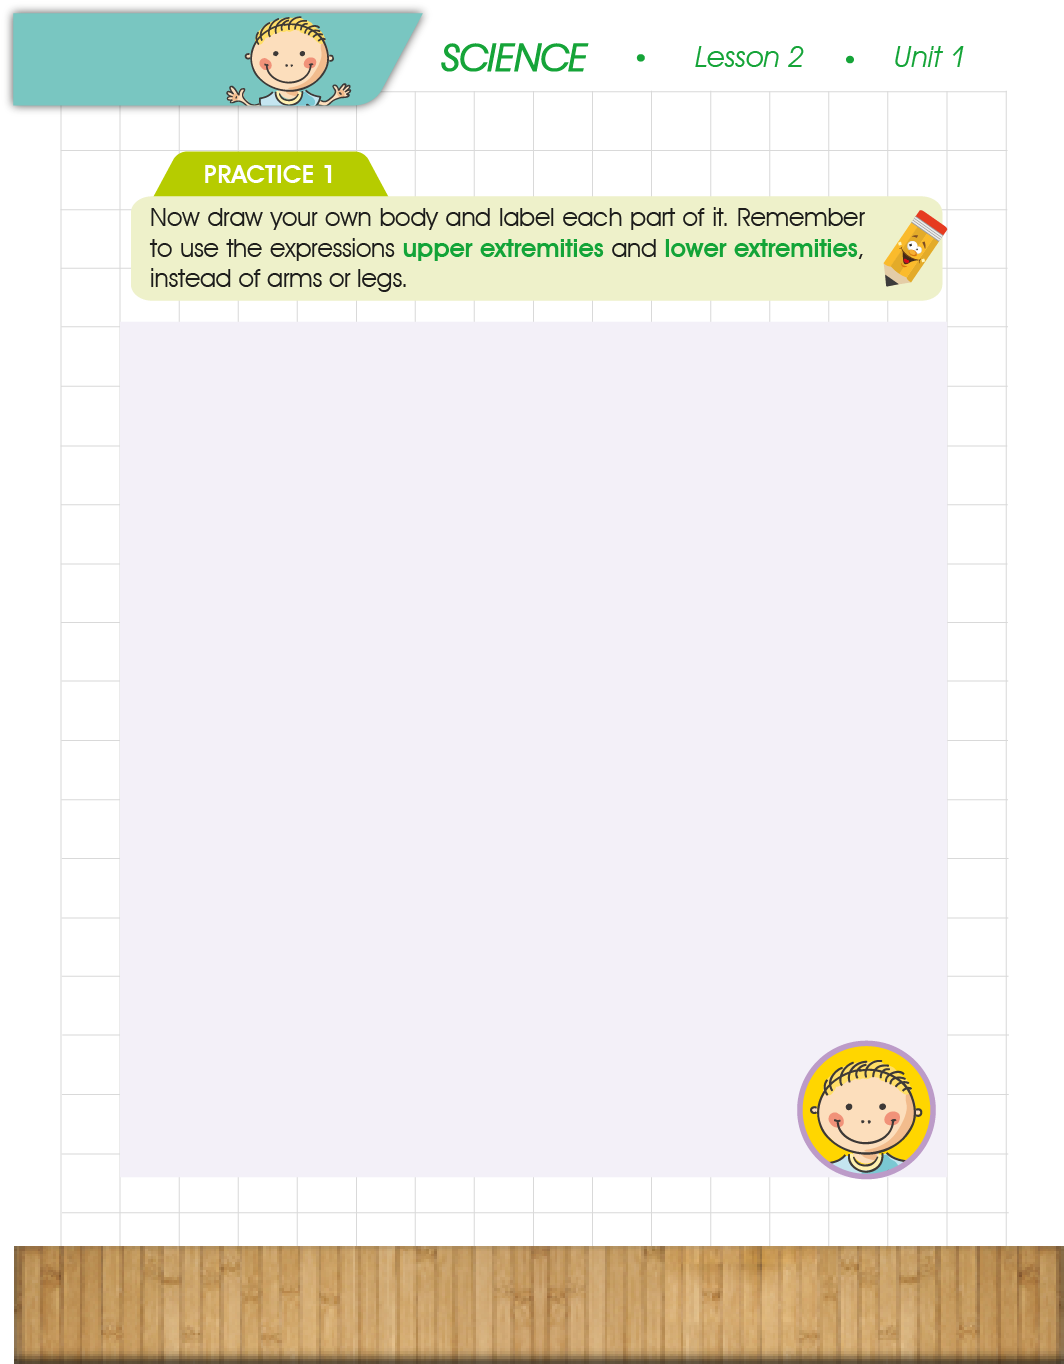 SCIENCE • Lesson 2 • Unit 1
PRACTICE 1
Now draw your own body and label each part of it. Remember
to use the expressions upper extremities and lower extremities,
instead of arms or legs.